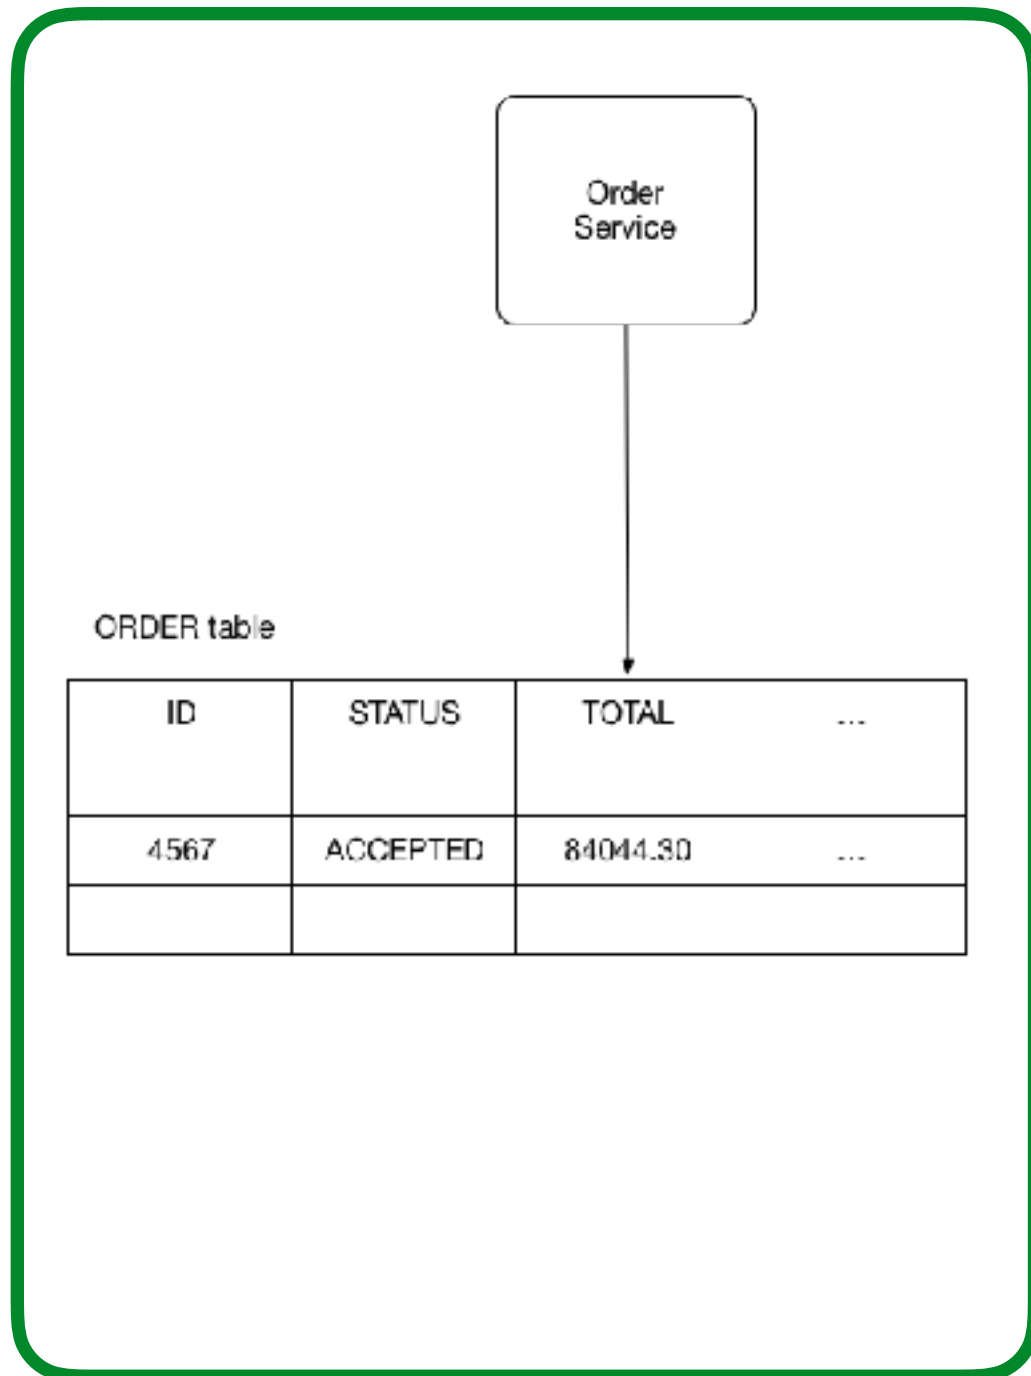 Order
Service
ORDER table
ID STATUS TOTAL ...
4567 ACCEPTED 84044.30 ...